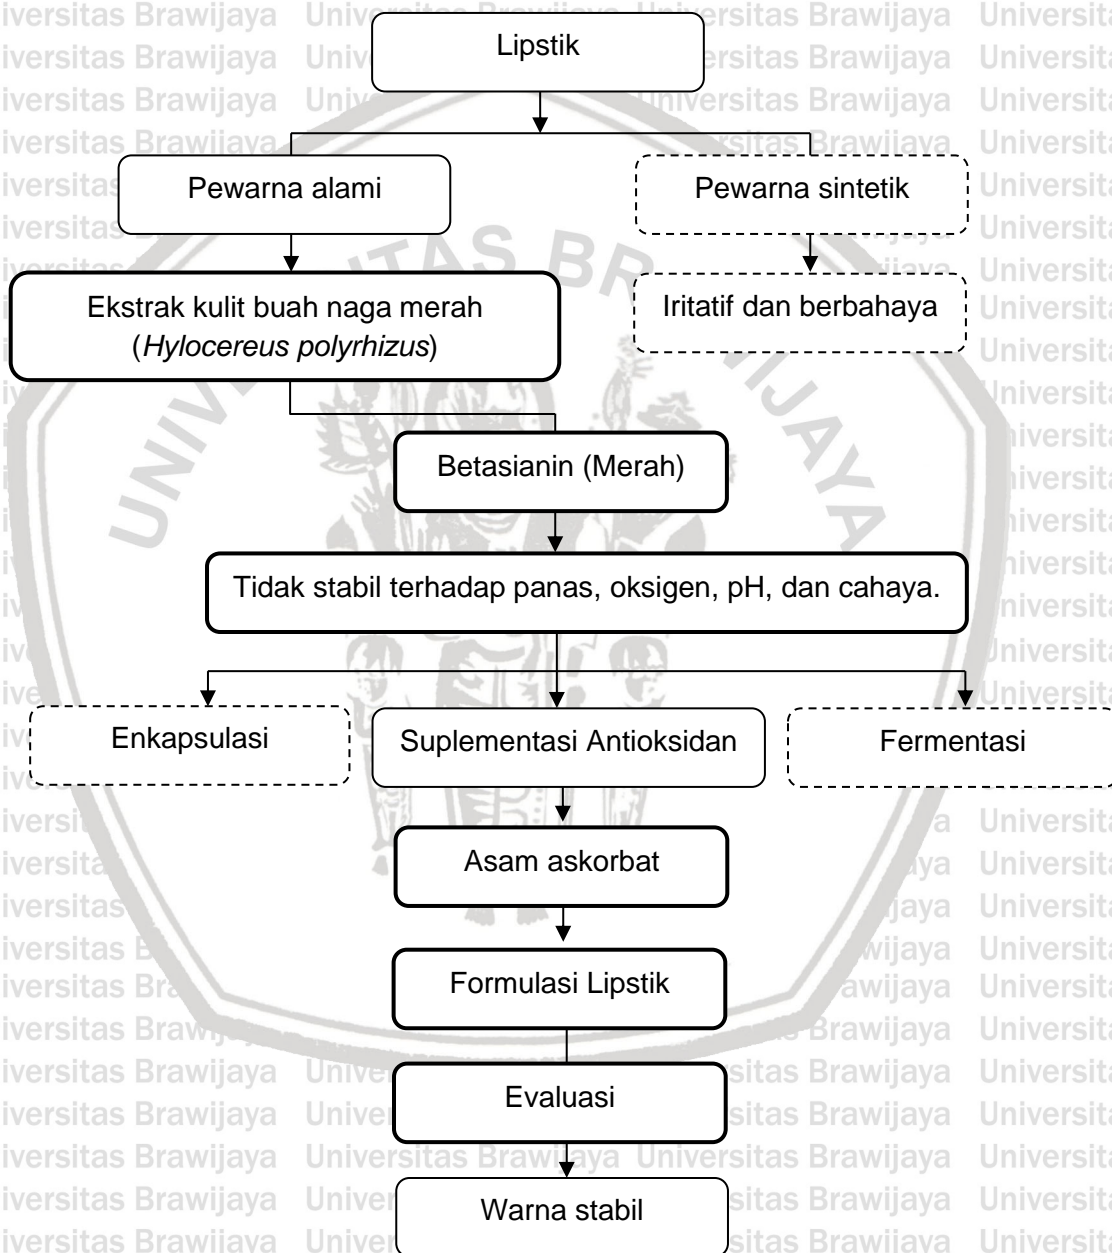 Lipstik
Pewarna alami
Pewarna sintetik
Ekstrak kulit buah naga merah
(Hylocereus polyrhizus)
Iritatif dan berbahaya
Betasianin (Merah)
Tidak stabil terhadap panas, oksigen, pH, dan cahaya.
Enkapsulasi
Suplementasi Antioksidan
Fermentasi
Asam askorbat
Formulasi Lipstik
Evaluasi
Warna stabil